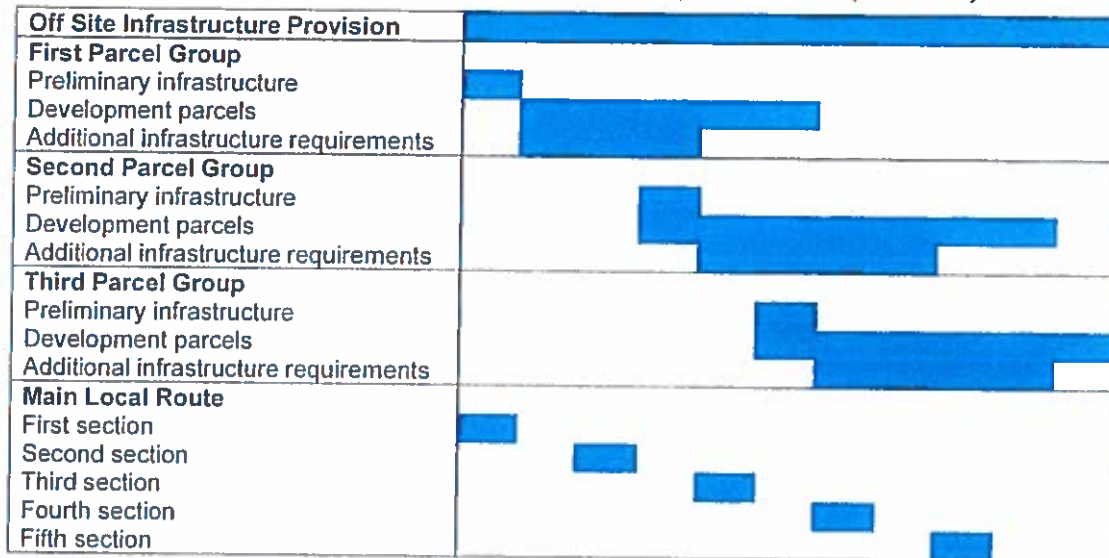 Off Site Infrastructure Provision
First Parcel Group
Preliminary infrastructure
Development parcels
Additional infrastructure requirements
Second Parcel Group
Preliminary infrastructure
Development parcels
Additional infrastructure requirements
Third Parcel Group
Preliminary infrastructure
Development parcels
Additional infrastructure requirements
Main Local Route
First section
Second section
Third section
Fourth section
Fifth section